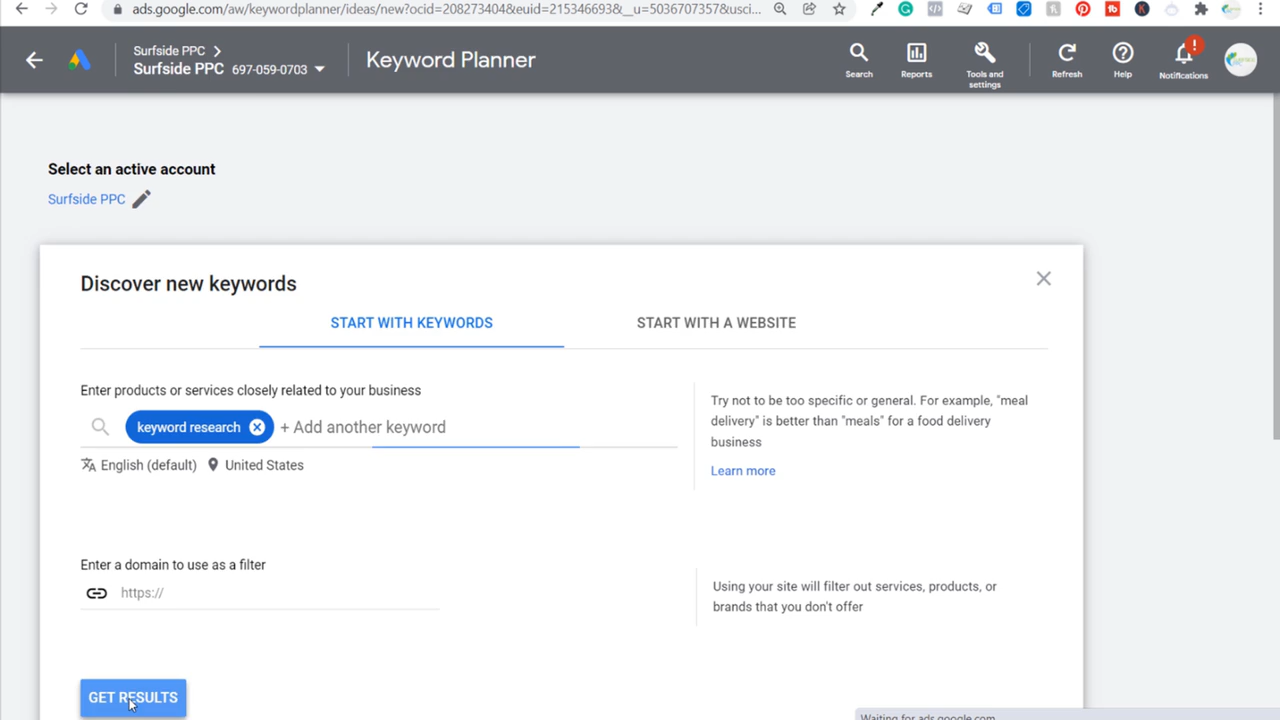 ads.google.com/aw/keywordplanner/ideas/new?ocid=208273404&euid=215346693&__u=5036707357&usci...
Surfside PPC
Surfside PPC 697-059-0703
Keyword Planner
Search
Reports
Tools and
settings
Refresh
Help
!
Notifications
Select an active account
Surfside PPC
Discover new keywords
START WITH KEYWORDS
START WITH A WEBSITE
Enter products or services closely related to your business
keyword research + Add another keyword
English (default) United States
Try not to be too specific or general. For example, "meal
delivery" is better than "meals" for a food delivery
business
Learn more
Enter a domain to use as a filter
https://
Using your site will filter out services, products, or
brands that you don't offer
GET RESULTS
Waiting for ads.google.com